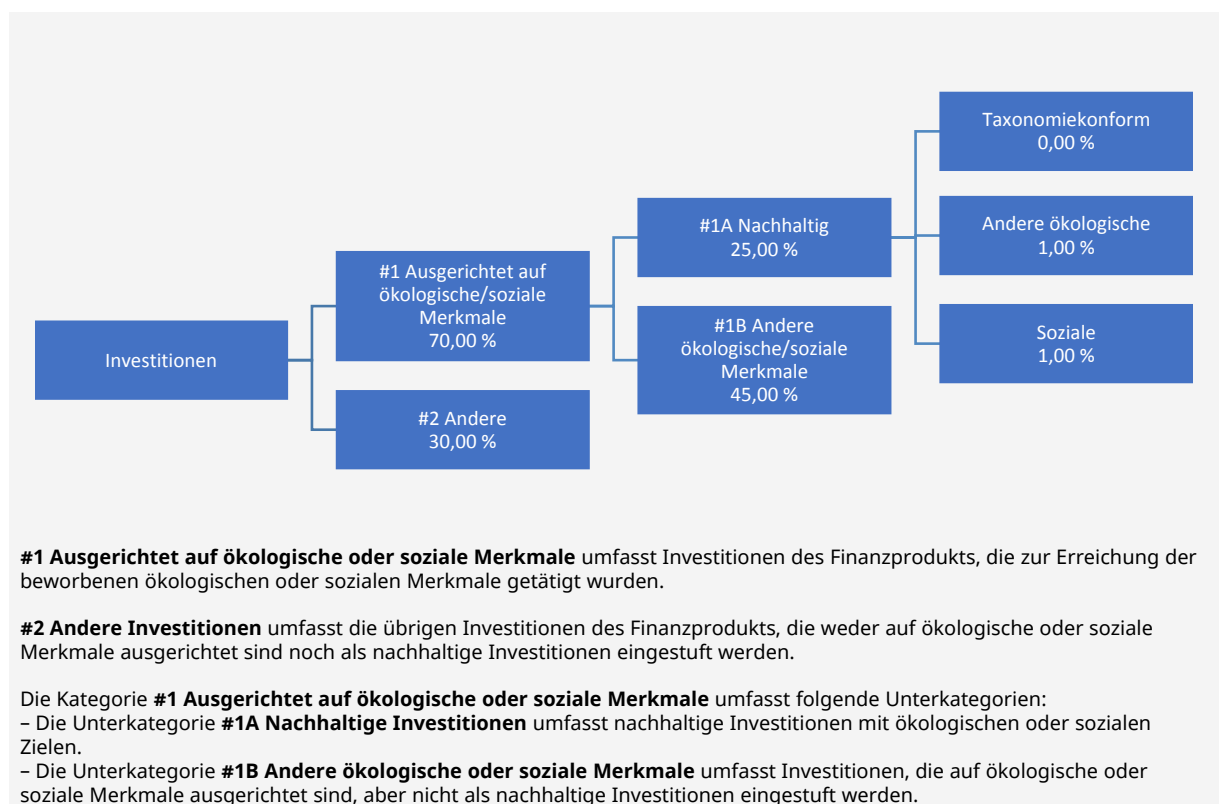 Investitionen
#1 Ausgerichtet auf
ökologische/soziale
Merkmale
70,00 %
#2 Andere
30,00 %
#1A Nachhaltig
25,00 %
#1B Andere
ökologische/soziale
Merkmale
45,00 %
Taxonomiekonform
0,00 %
Andere ökologische
1,00 %
Soziale
1,00 %
#1 Ausgerichtet auf ökologische oder soziale Merkmale umfasst Investitionen des Finanzprodukts, die zur Erreichung der
beworbenen ökologischen oder sozialen Merkmale getätigt wurden.
#2 Andere Investitionen umfasst die übrigen Investitionen des Finanzprodukts, die weder auf ökologische oder soziale
Merkmale ausgerichtet sind noch als nachhaltige Investitionen eingestuft werden.
Die Kategorie #1 Ausgerichtet auf ökologische oder soziale Merkmale umfasst folgende Unterkategorien:
– Die Unterkategorie #1A Nachhaltige Investitionen umfasst nachhaltige Investitionen mit ökologischen oder sozialen
Zielen.
– Die Unterkategorie #1B Andere ökologische oder soziale Merkmale umfasst Investitionen, die auf ökologische oder
soziale Merkmale ausgerichtet sind, aber nicht als nachhaltige Investitionen eingestuft werden.